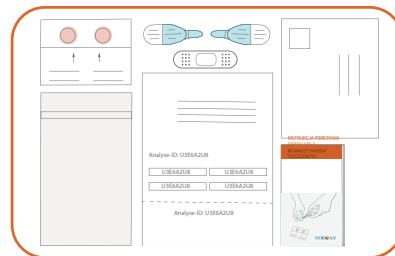 Analyse-ID: U3E6A2U8
U3E6A2U8 U3E6A2U8
U3E6A2U8 U3E6A2U8
Analyse-ID: U3E6A2U8
INSTRUKCJA POBIERANIA
NORSAN